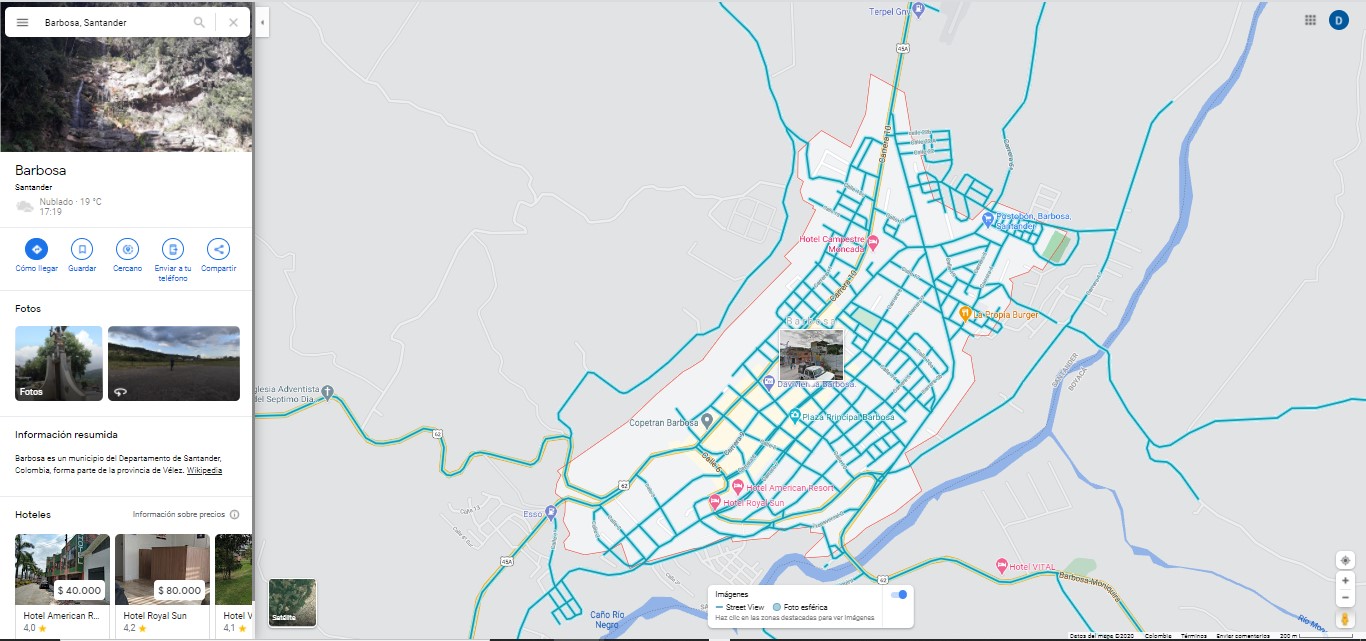 Barbosa, Santander
Barbosa
Santander
Nublado · 19 °C
17:19
Cómo llegar
Guardar
Cercano
Enviar a tu
teléfono
Compartir
Fotos
Fotos
Información resumida
Barbosa es un municipio del Departamento de Santander,
Colombia, forma parte de la provincia de Vélez. Wikipedia
Hoteles
Información sobre precios
$ 40.000
$ 80.000
Hotel American R...
4,0
Hotel Royal Sun
4,2
Hotel V
4,1
D
Terpel Gnv
45A
Carrera 10
Postobón, Barbosa,
Santander
Hotel Campestre
Moncada
Carrera 10
La Propia Burger
Barbosa
SANTANDER
BOYACÁ
Iglesia Adventista
del Septimo Dia
Davivienda Barbosa
Plaza Principal Barbosa
Copetran Barbosa
62
Calle 6
62
Hotel American Resort
Hotel Royal Sun
Esso
45A
Hotel VITAL
62
Barbosa-Moniquira
Caño Río
Negro
Satélite
Imágenes
Street View
Foto esférica
Haz clic en las zonas destacadas para ver imágenes
Datos del mapa ©2020
Colombia
Términos
Enviar comentarios
200 m